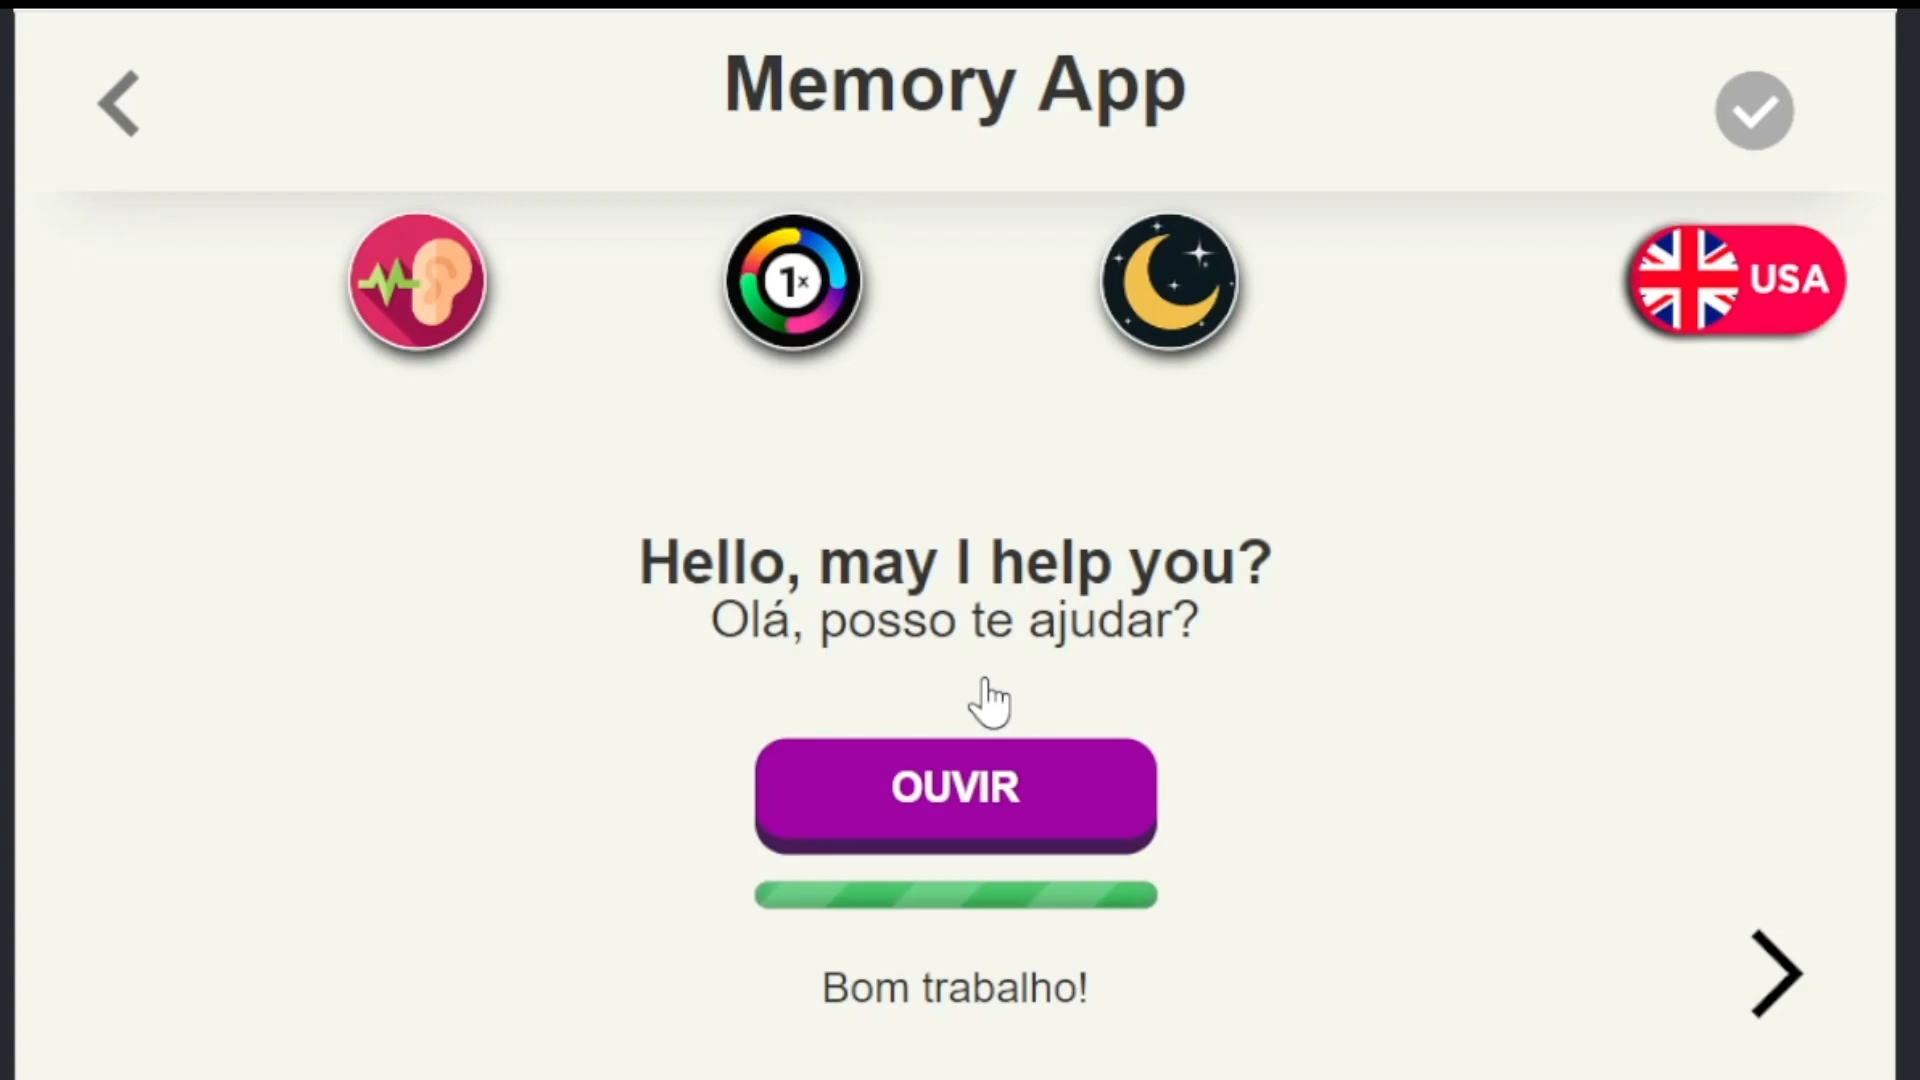 Memory App
1x
USA
Hello, may I help you?
Olá, posso te ajudar?
OUVIR
Bom trabalho!